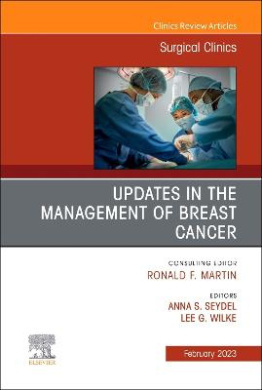 Clinics Review Articles
Surgical Clinics
UPDATES IN THE
MANAGEMENT OF BREAST
CANCER
CONSULTING EDITOR
RONALD F. MARTIN
EDITORS
ANNA S. SEYDEL
LEE G. WILKE
ELSEVIER
February 2023